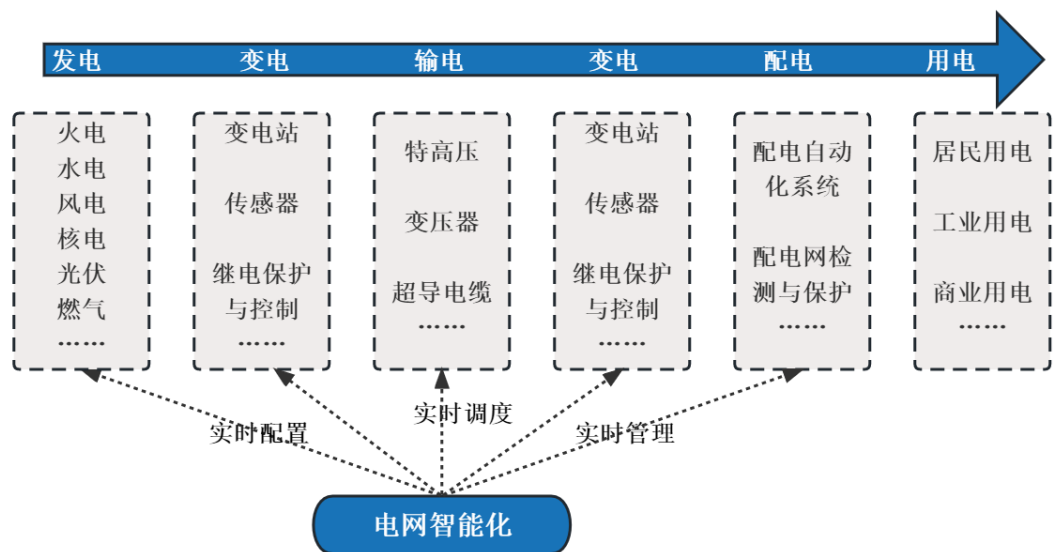 发电 变电 输电 变电 配电 用电
火电
水电
风电
核电
光伏
燃气
……
变电站
传感器
继电保护
与控制
……
特高压
变压器
超导电缆
……
变电站
传感器
继电保护
与控制
……
配电自动
化系统
配电网检
测与保护
……
居民用电
工业用电
商业用电
……
实时配置
实时调度
实时管理
电网智能化